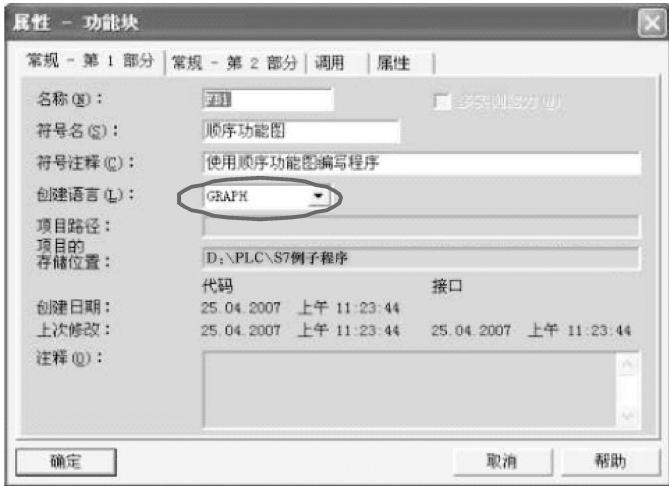 属性 - 功能块
常规 - 第 1 部分 常规 - 第 2 部分 调用 属性
名称(N)： FB1 多实例能力(U)
符号名(S)： 顺序功能图
符号注释(C)： 使用顺序功能图编写程序
创建语言(L)： GRAPH
项目路径：
项目的
存储位置： D:\PLC\S7例子程序
代码 接口
创建日期： 25.04.2007 上午 11:23:44
上次修改： 25.04.2007 上午 11:23:44 25.04.2007 上午 11:23:44
注释(O)：
确定 取消 帮助